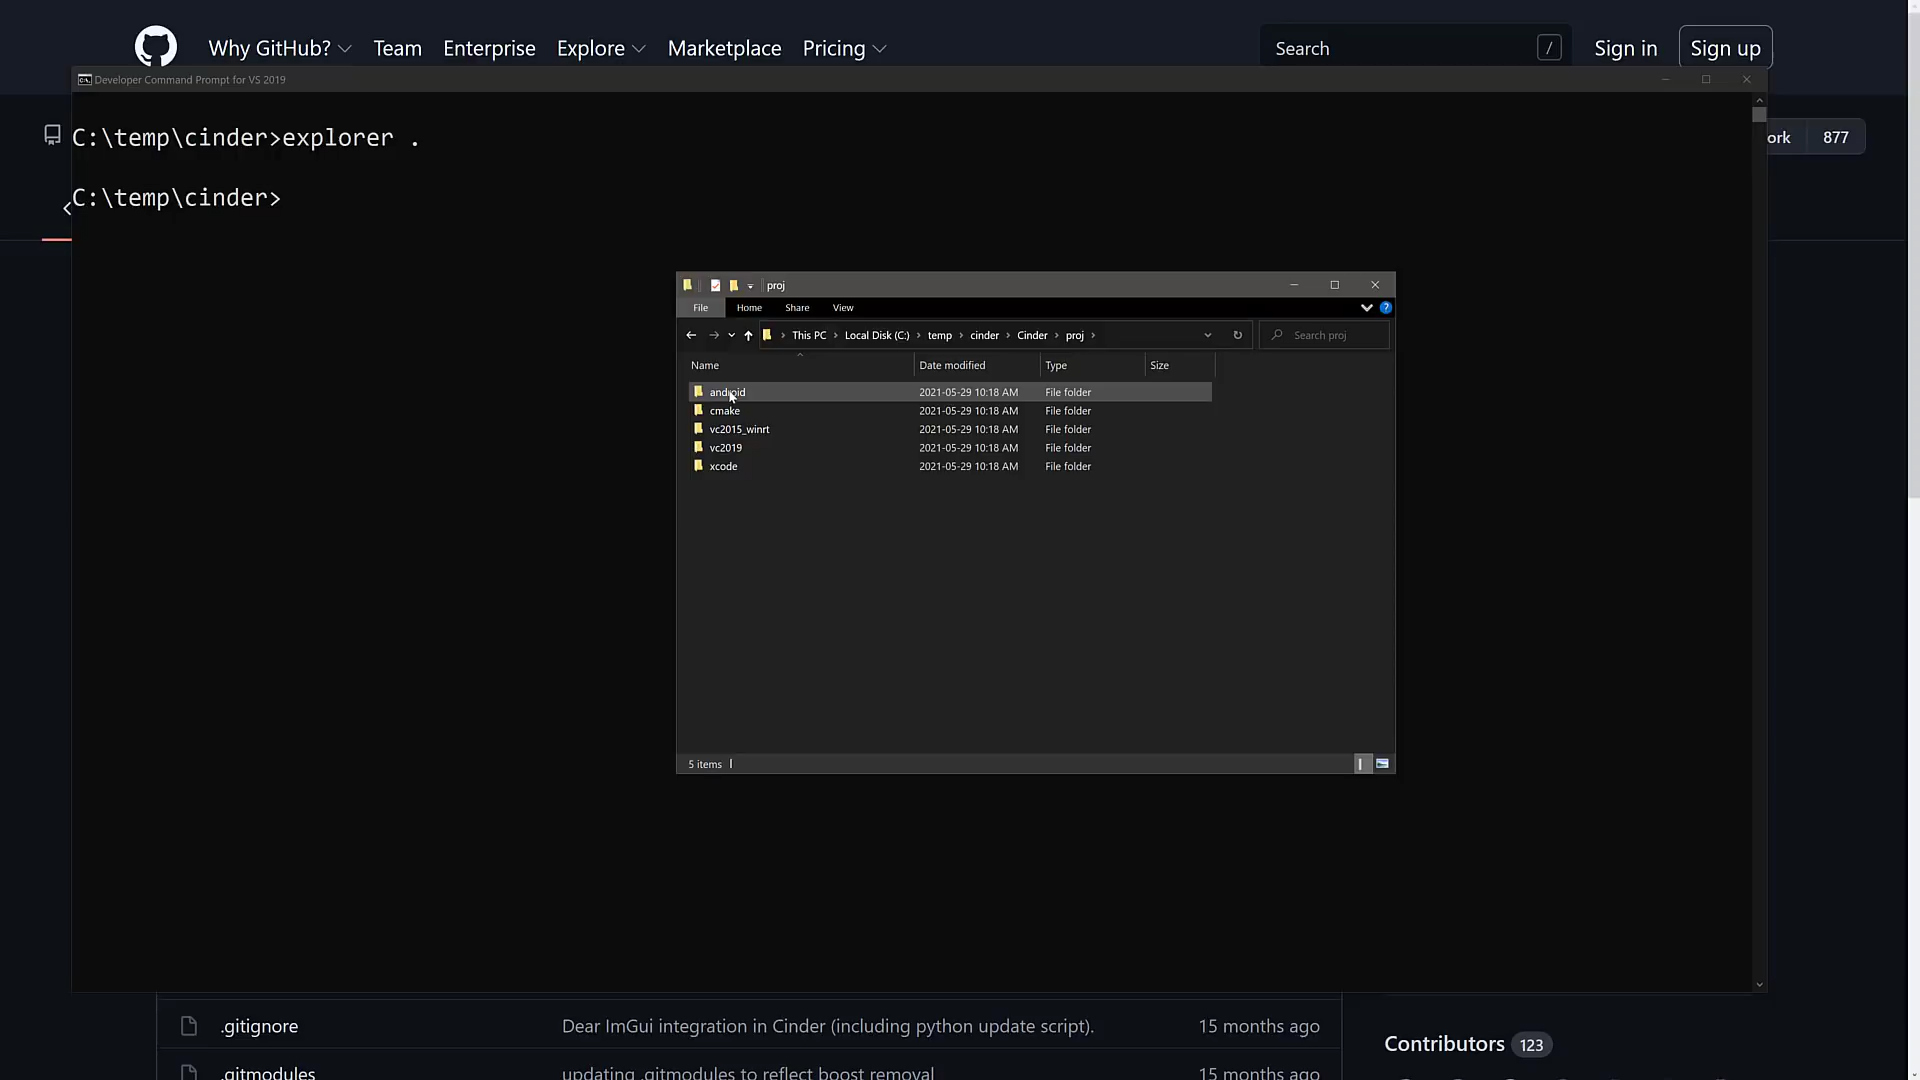 Why GitHub? Team Enterprise Explore Marketplace Pricing Search / Sign in Sign up
Developer Command Prompt for VS 2019
C:\temp\cinder>explorer .
ork 877
C:\temp\cinder>
proj
File Home Share View
This PC > Local Disk (C:) > temp > cinder > Cinder > proj > Search proj
Name Date modified Type Size
android 2021-05-29 10:18 AM File folder
cmake 2021-05-29 10:18 AM File folder
vc2015_winrt 2021-05-29 10:18 AM File folder
vc2019 2021-05-29 10:18 AM File folder
xcode 2021-05-29 10:18 AM File folder
5 items
.gitignore Dear ImGui integration in Cinder (including python update script). 15 months ago
Contributors 123
.gitmodules updating .gitmodules to reflect boost removal 15 months ago